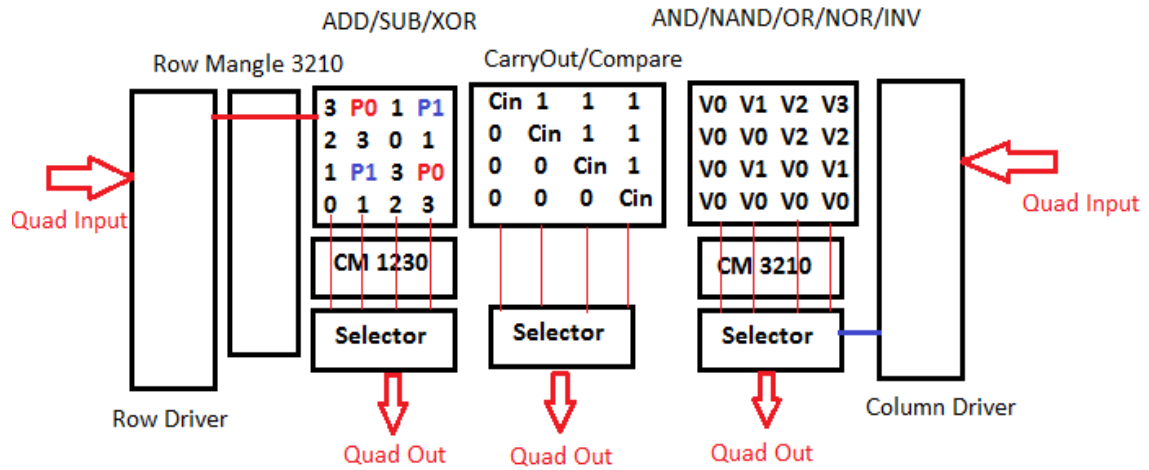 ADD/SUB/XOR
AND/NAND/OR/NOR/INV
Row Mangle 3210
CarryOut/Compare
3 P0 1 P1
2 3 0 1
1 P1 3 P0
0 1 2 3
Cin 1 1 1
0 Cin 1 1
0 0 Cin 1
0 0 0 Cin
V0 V1 V2 V3
V0 V0 V2 V2
V0 V1 V0 V1
V0 V0 V0 V0
Quad Input
Quad Input
CM 1230
CM 3210
Selector
Selector
Selector
Row Driver
Column Driver
Quad Out
Quad Out
Quad Out